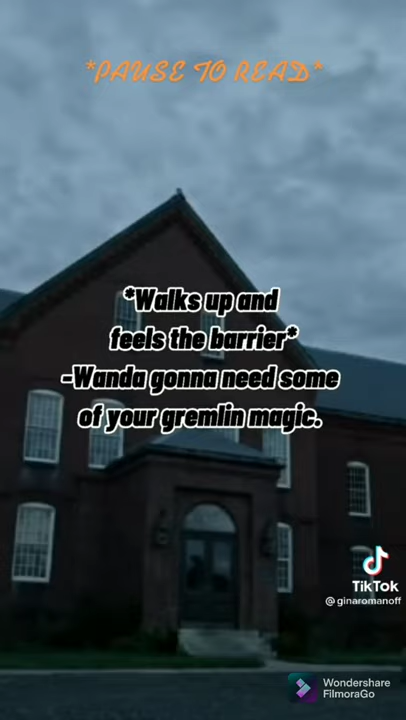 *PAUSE TO READ*
*Walks up and
feels the barrier*
-Wanda gonna need some
of your gremlin magic.
TikTok
@ginaromanoff
Wondershare
FilmoraGo